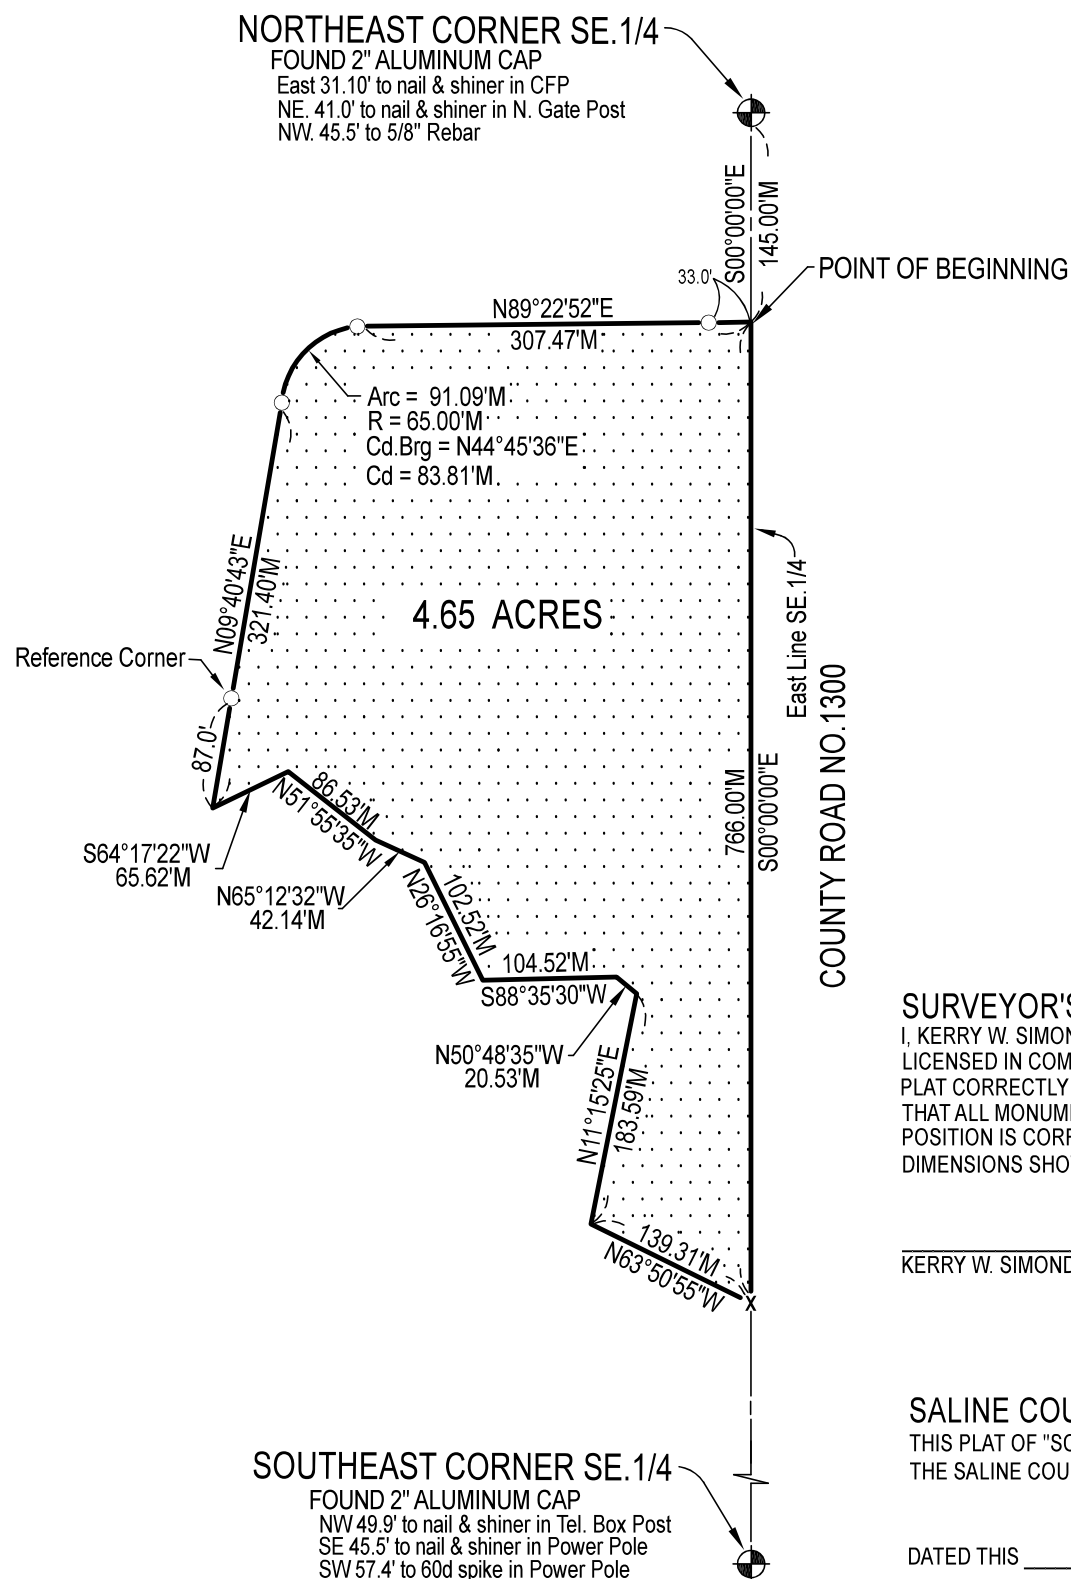 NORTHEAST CORNER SE.1/4
FOUND 2" ALUMINUM CAP
East 31.10' to nail & shiner in CFP
NE. 41.0' to nail & shiner in N. Gate Post
NW. 45.5' to 5/8" Rebar
S00°00'00"E
145.00'M
33.0'
POINT OF BEGINNING
N89°22'52"E
307.47'M
Arc = 91.09'M
R = 65.00'M
Cd.Brg = N44°45'36"E
Cd = 83.81'M
N09°40'43"E
321.40'M
4.65 ACRES
East Line SE.1/4
Reference Corner
87.0'
COUNTY ROAD NO.1300
766.00'M
S00°00'00"E
86.53'M
N51°55'35"W
S64°17'22"W
65.62'M
N65°12'32"W
42.14'M
102.52'M
N26°16'55"W
104.52'M
S88°35'30"W
N50°48'35"W
20.53'M
N11°15'25"E
183.59'M
139.31'M
N63°50'55"W
X
SURVEYOR'S
I, KERRY W. SIMON
LICENSED IN COM
PLAT CORRECTLY
THAT ALL MONUM
POSITION IS CORR
DIMENSIONS SHO
KERRY W. SIMOND
SALINE COU
THIS PLAT OF "SO
THE SALINE COU
DATED THIS
SOUTHEAST CORNER SE.1/4
FOUND 2" ALUMINUM CAP
NW 49.9' to nail & shiner in Tel. Box Post
SE 45.5' to nail & shiner in Power Pole
SW 57.4' to 60d spike in Power Pole